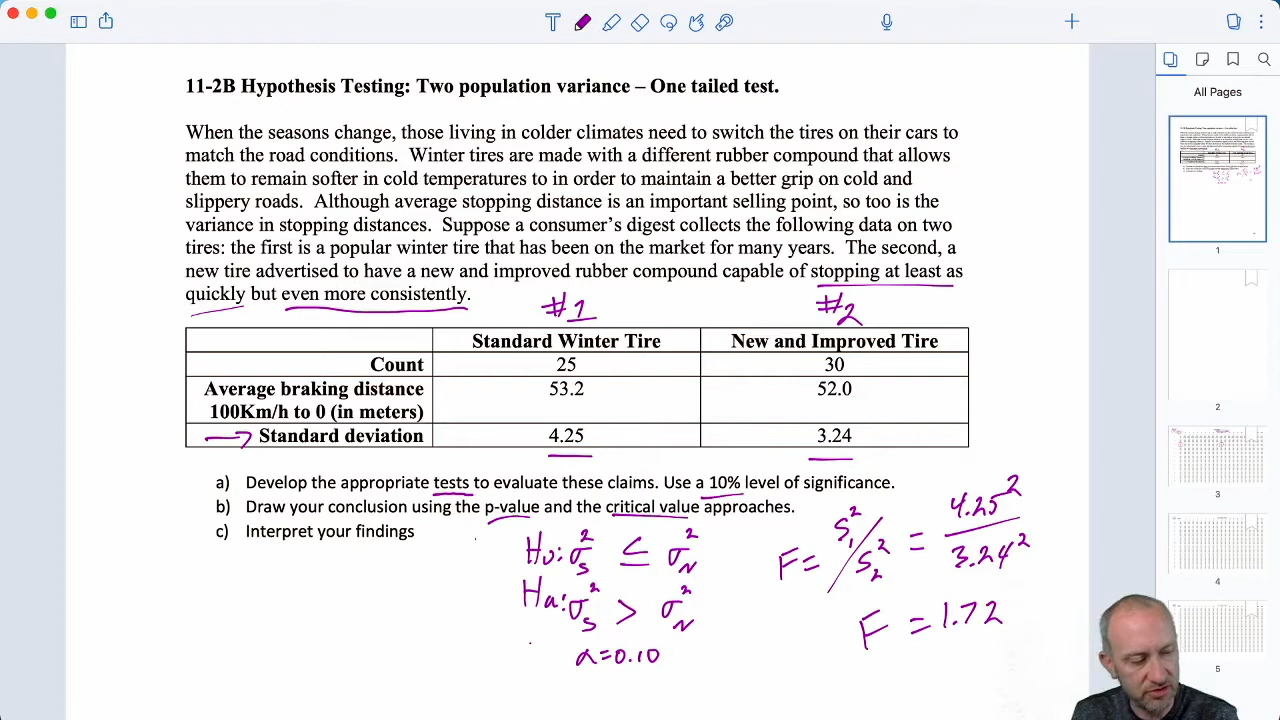 All Pages
11-2B Hypothesis Testing: Two population variance – One tailed test.
When the seasons change, those living in colder climates need to switch the tires on their cars to
match the road conditions. Winter tires are made with a different rubber compound that allows
them to remain softer in cold temperatures to in order to maintain a better grip on cold and
slippery roads. Although average stopping distance is an important selling point, so too is the
variance in stopping distances. Suppose a consumer's digest collects the following data on two
tires: the first is a popular winter tire that has been on the market for many years. The second, a
new tire advertised to have a new and improved rubber compound capable of stopping at least as
quickly but even more consistently.
#1 #2
Standard Winter Tire New and Improved Tire
Count 25 30
Average braking distance 53.2 52.0
100Km/h to 0 (in meters)
Standard deviation 4.25 3.24
a) Develop the appropriate tests to evaluate these claims. Use a 10% level of significance.
b) Draw your conclusion using the p-value and the critical value approaches.
c) Interpret your findings
Ho: σ²s ≤ σ²N
Ha: σ²s > σ²N
α=0.10
F = S₁²/S₂² = 4.25²/3.24²
F = 1.72
1
2
3
4
5